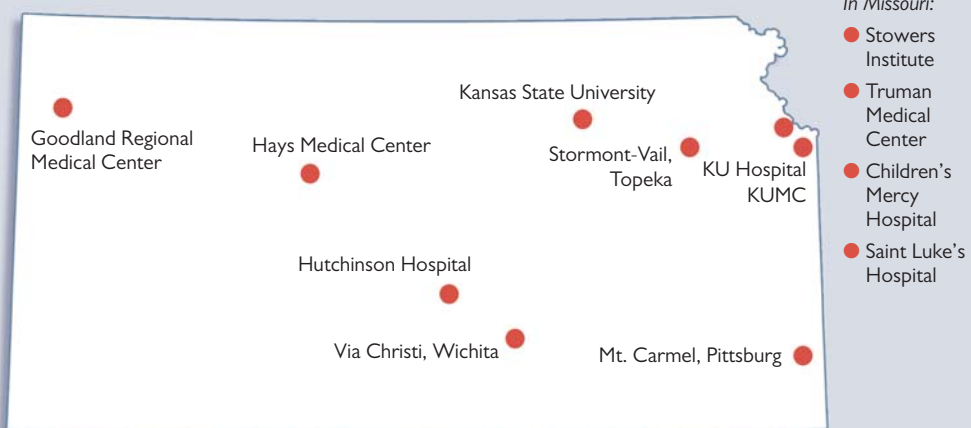 In Missouri:
Stowers
Institute
Truman
Medical
Center
Children's
Mercy
Hospital
Saint Luke's
Hospital
Kansas State University
Goodland Regional
Medical Center
Hays Medical Center
Stormont-Vail,
Topeka
KU Hospital
KUMC
Hutchinson Hospital
Via Christi, Wichita
Mt. Carmel, Pittsburg